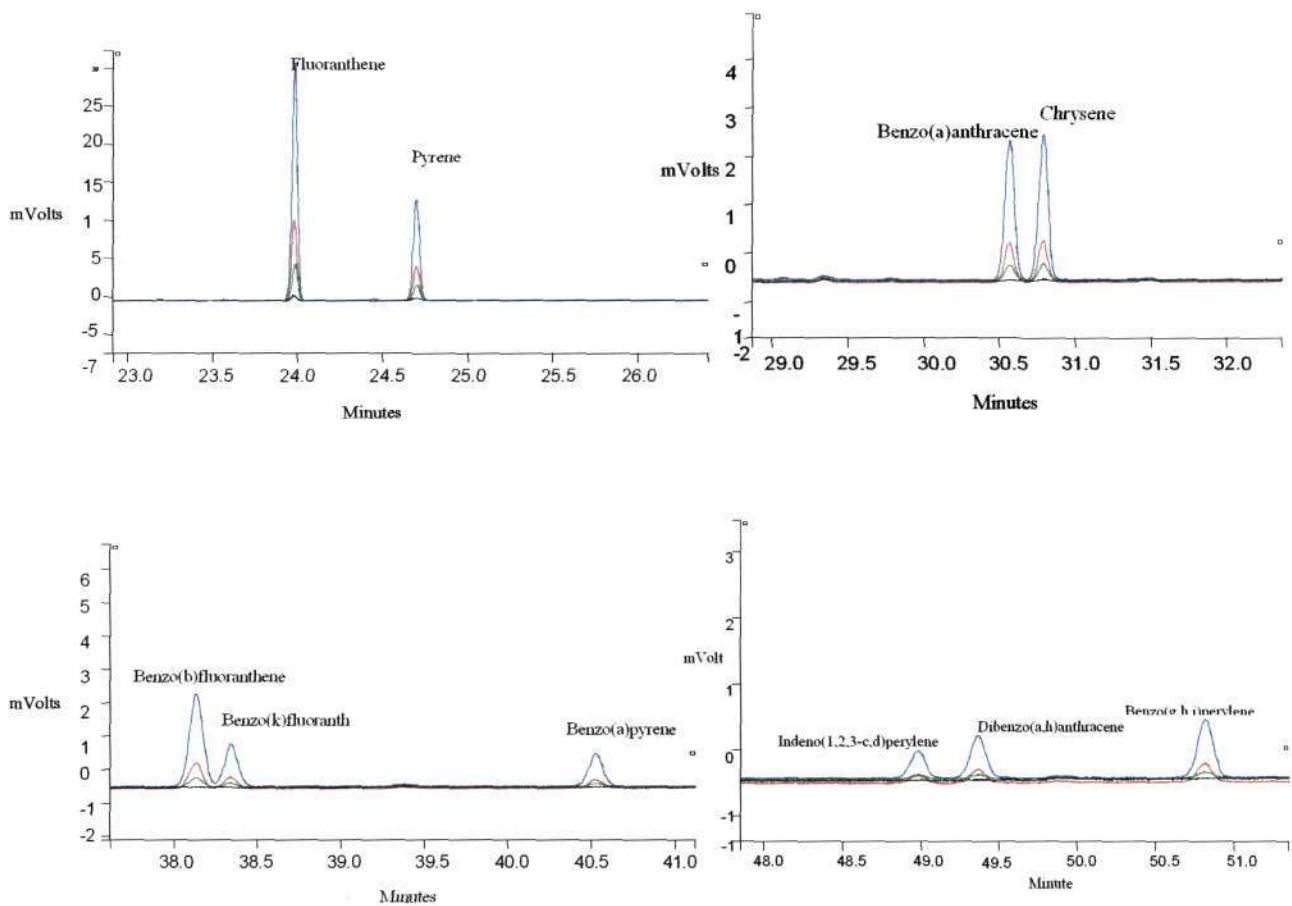 Fluoranthene
Pyrene
mVolts
25
20
15
1
5
0
-5
-7
23.0 23.5 24.0 24.5 25.0 25.5 26.0
Minutes
Chrysene
Benzo(a)anthracene
mVolts
4
3
2
1
0
-
1
-2
29.0 29.5 30.0 30.5 31.0 31.5 32.0
Minutes
Benzo(b)fluoranthene
Benzo(k)fluoranth
Benzo(a)pyrene
mVolts
6
5
4
3
2
1
0
-1
-2
38.0 38.5 39.0 39.5 40.0 40.5 41.0
Minutes
Benzo(g,h,i)perylene
Dibenzo(a,h)anthracene
Indeno(1,2,3-c,d)perylene
mVolt
3
2
1
0
-1
-1
48.0 48.5 49.0 49.5 50.0 50.5 51.0
Minute